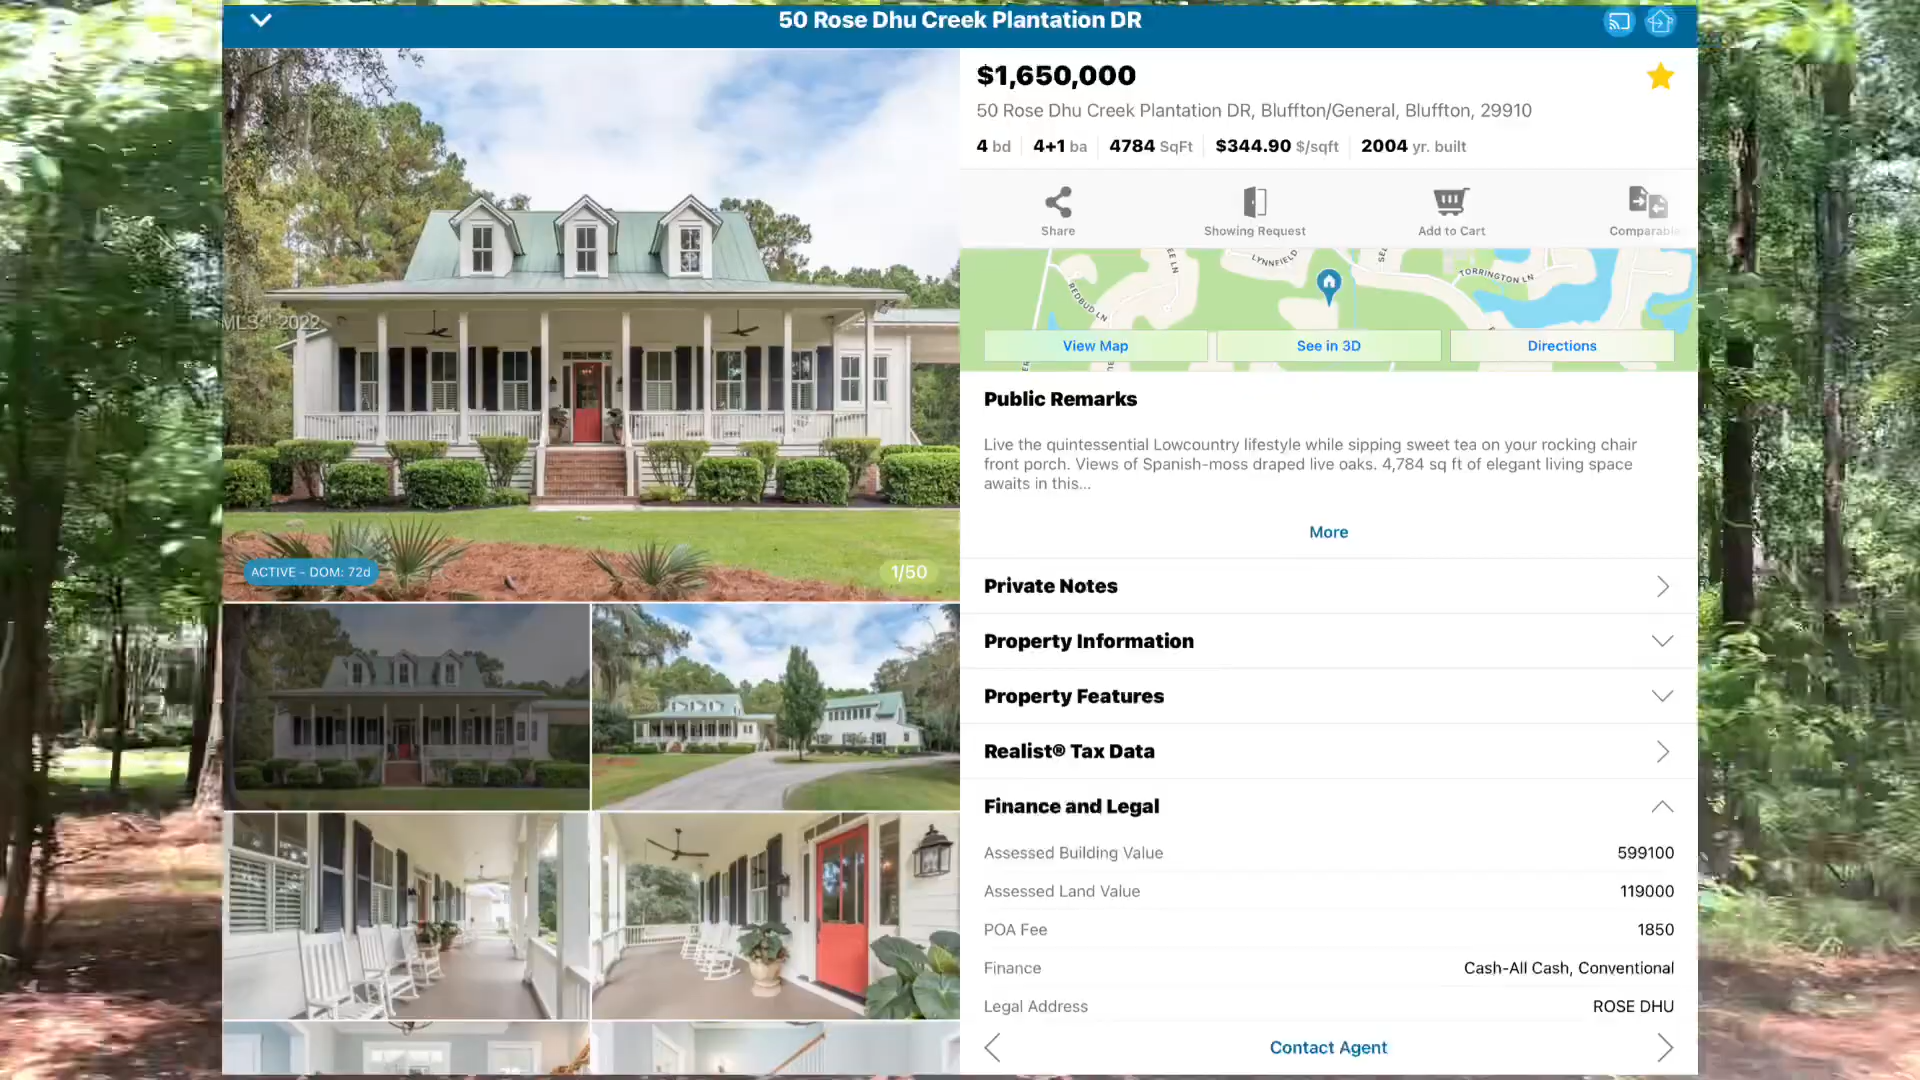 50 Rose Dhu Creek Plantation DR
$1,650,000
50 Rose Dhu Creek Plantation DR, Bluffton/General, Bluffton, 29910
4 bd 4+1 ba 4784 SqFt $344.90 $/sqft 2004 yr. built
Share Showing Request Add to Cart Comparable
LYNNFIELD
TORRINGTON LN
REDBUD LN
EE LN
SEL
View Map See in 3D Directions
MLS 2022
Public Remarks
Live the quintessential Lowcountry lifestyle while sipping sweet tea on your rocking chair
front porch. Views of Spanish-moss draped live oaks. 4,784 sq ft of elegant living space
awaits in this...
More
ACTIVE - DOM: 72d
1/50
Private Notes
Property Information
Property Features
Realist® Tax Data
Finance and Legal
Assessed Building Value 599100
Assessed Land Value 119000
POA Fee 1850
Finance Cash-All Cash, Conventional
Legal Address ROSE DHU
Contact Agent